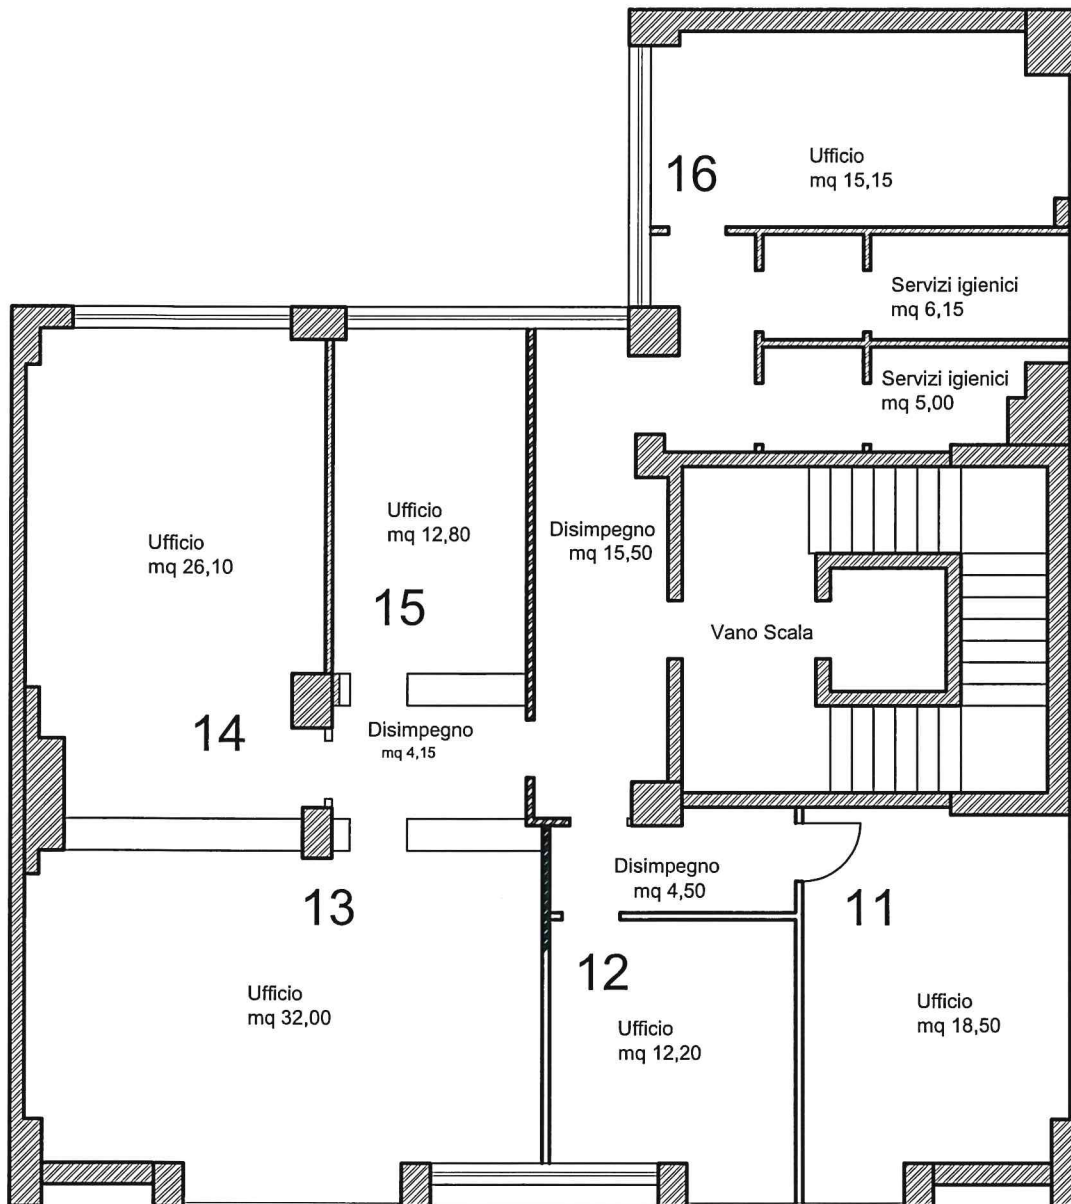 16
Ufficio
mq 15,15
Servizi igienici
mq 6,15
Servizi igienici
mq 5,00
Ufficio
mq 26,10
Ufficio
mq 12,80
Disimpegno
mq 15,50
15
Vano Scala
14
Disimpegno
mq 4,15
13
Disimpegno
mq 4,50
11
12
Ufficio
mq 32,00
Ufficio
mq 12,20
Ufficio
mq 18,50